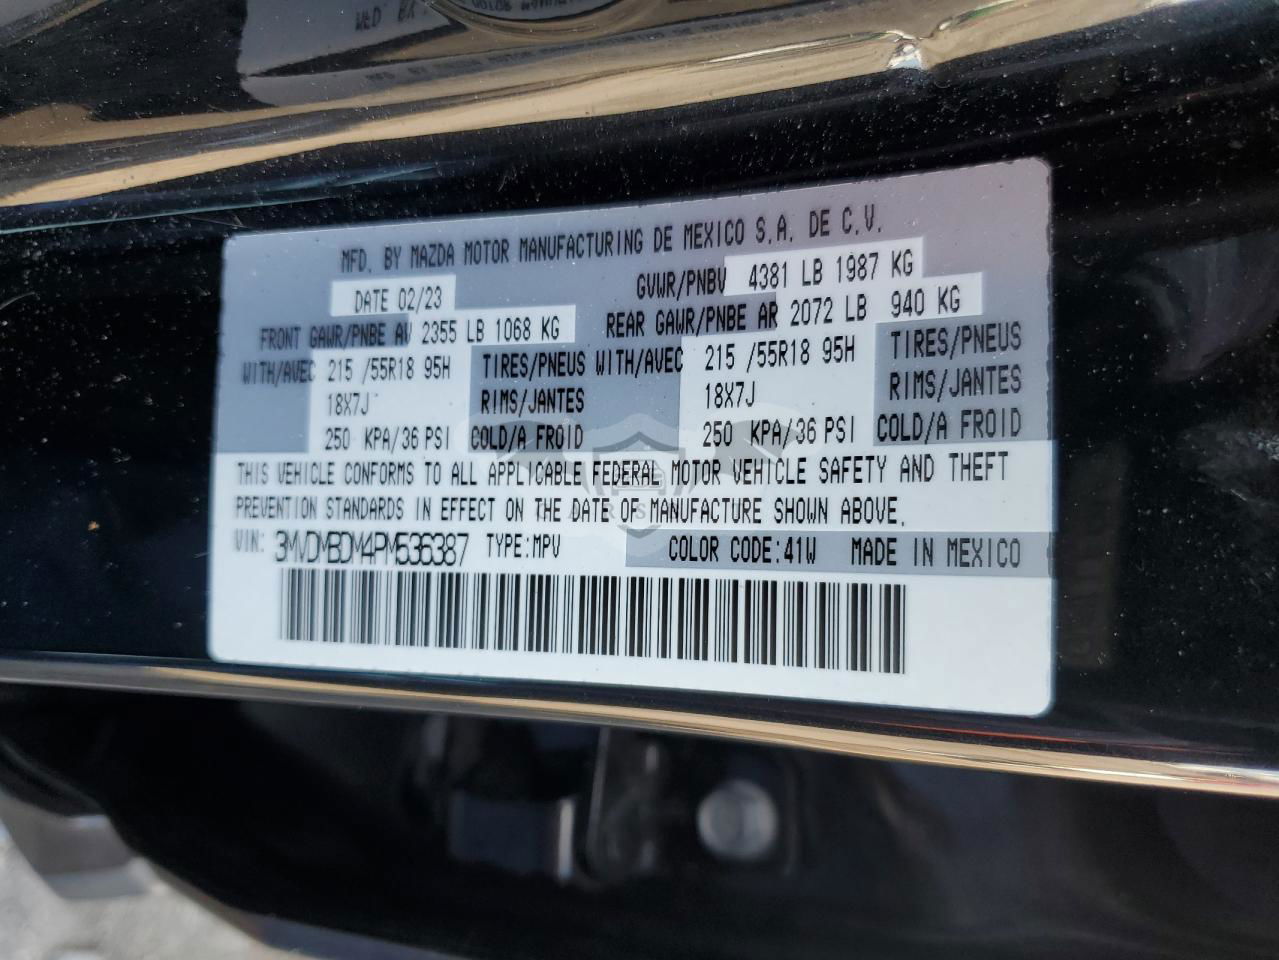 MFD. BY MAZDA MOTOR MANUFACTURING DE MEXICO S.A. DE C.V.
DATE 02/23 GVWR/PNBV 4381 LB 1987 KG
FRONT GAWR/PNBE AV 2355 LB 1068 KG REAR GAWR/PNBE AR 2072 LB 940 KG
WITH/AVEC 215 /55R18 95H TIRES/PNEUS WITH/AVEC 215 /55R18 95H TIRES/PNEUS
18X7J RIMS/JANTES 18X7J RIMS/JANTES
250 KPA/36 PSI COLD/A FROID 250 KPA/36 PSI COLD/A FROID
THIS VEHICLE CONFORMS TO ALL APPLICABLE FEDERAL MOTOR VEHICLE SAFETY AND THEFT
PREVENTION STANDARDS IN EFFECT ON THE DATE OF MANUFACTURE SHOWN ABOVE.
VIN: 3MVDMBDM4PM536387 TYPE:MPV COLOR CODE:41W MADE IN MEXICO